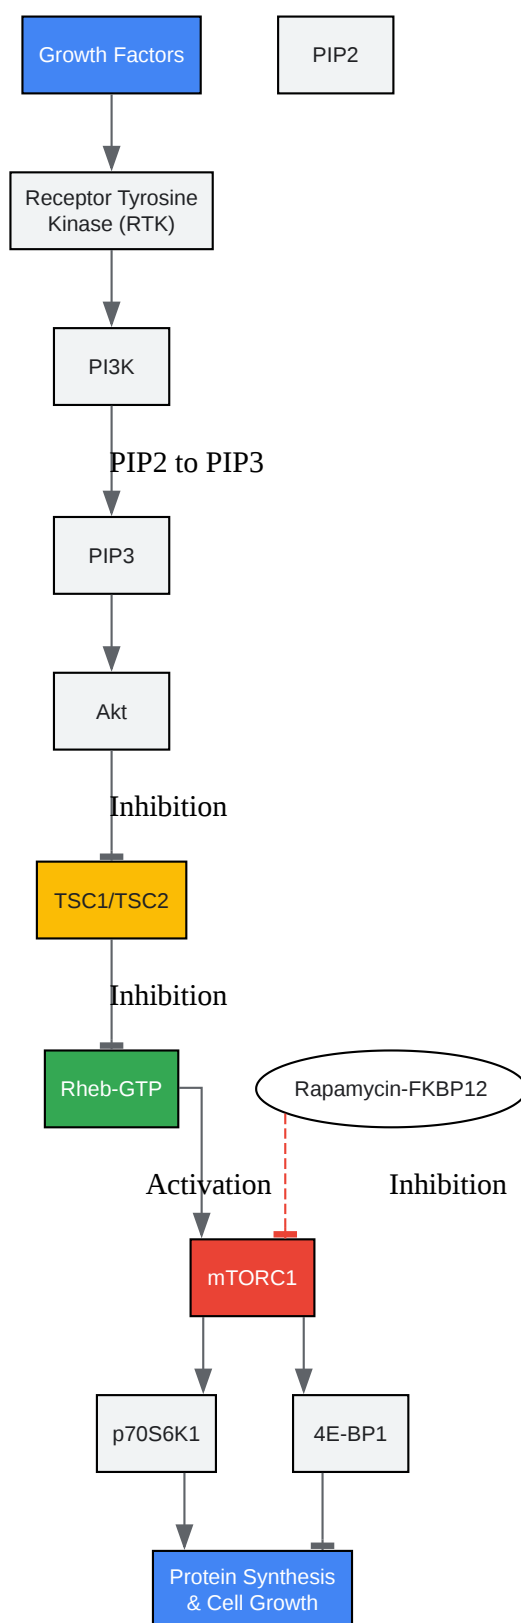 Growth Factors
PIP2
Receptor Tyrosine
Kinase (RTK)
PI3K
PIP2 to PIP3
PIP3
Akt
Inhibition
TSC1/TSC2
Inhibition
Rheb-GTP
Rapamycin-FKBP12
Activation
Inhibition
mTORC1
p70S6K1
4E-BP1
Protein Synthesis
& Cell Growth